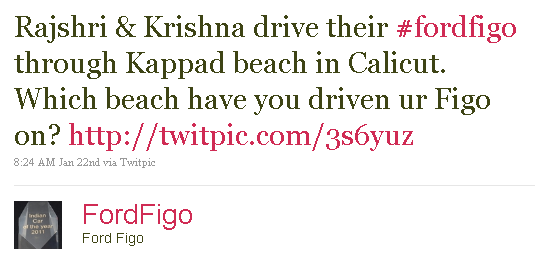 Rajshri & Krishna drive their #fordfigo
through Kappad beach in Calicut.
Which beach have you driven ur Figo
on? http://twitpic.com/3s6yuz
8:24 AM Jan 22nd via Twitpic
Indian
Car
of the year
2011
FordFigo
Ford Figo